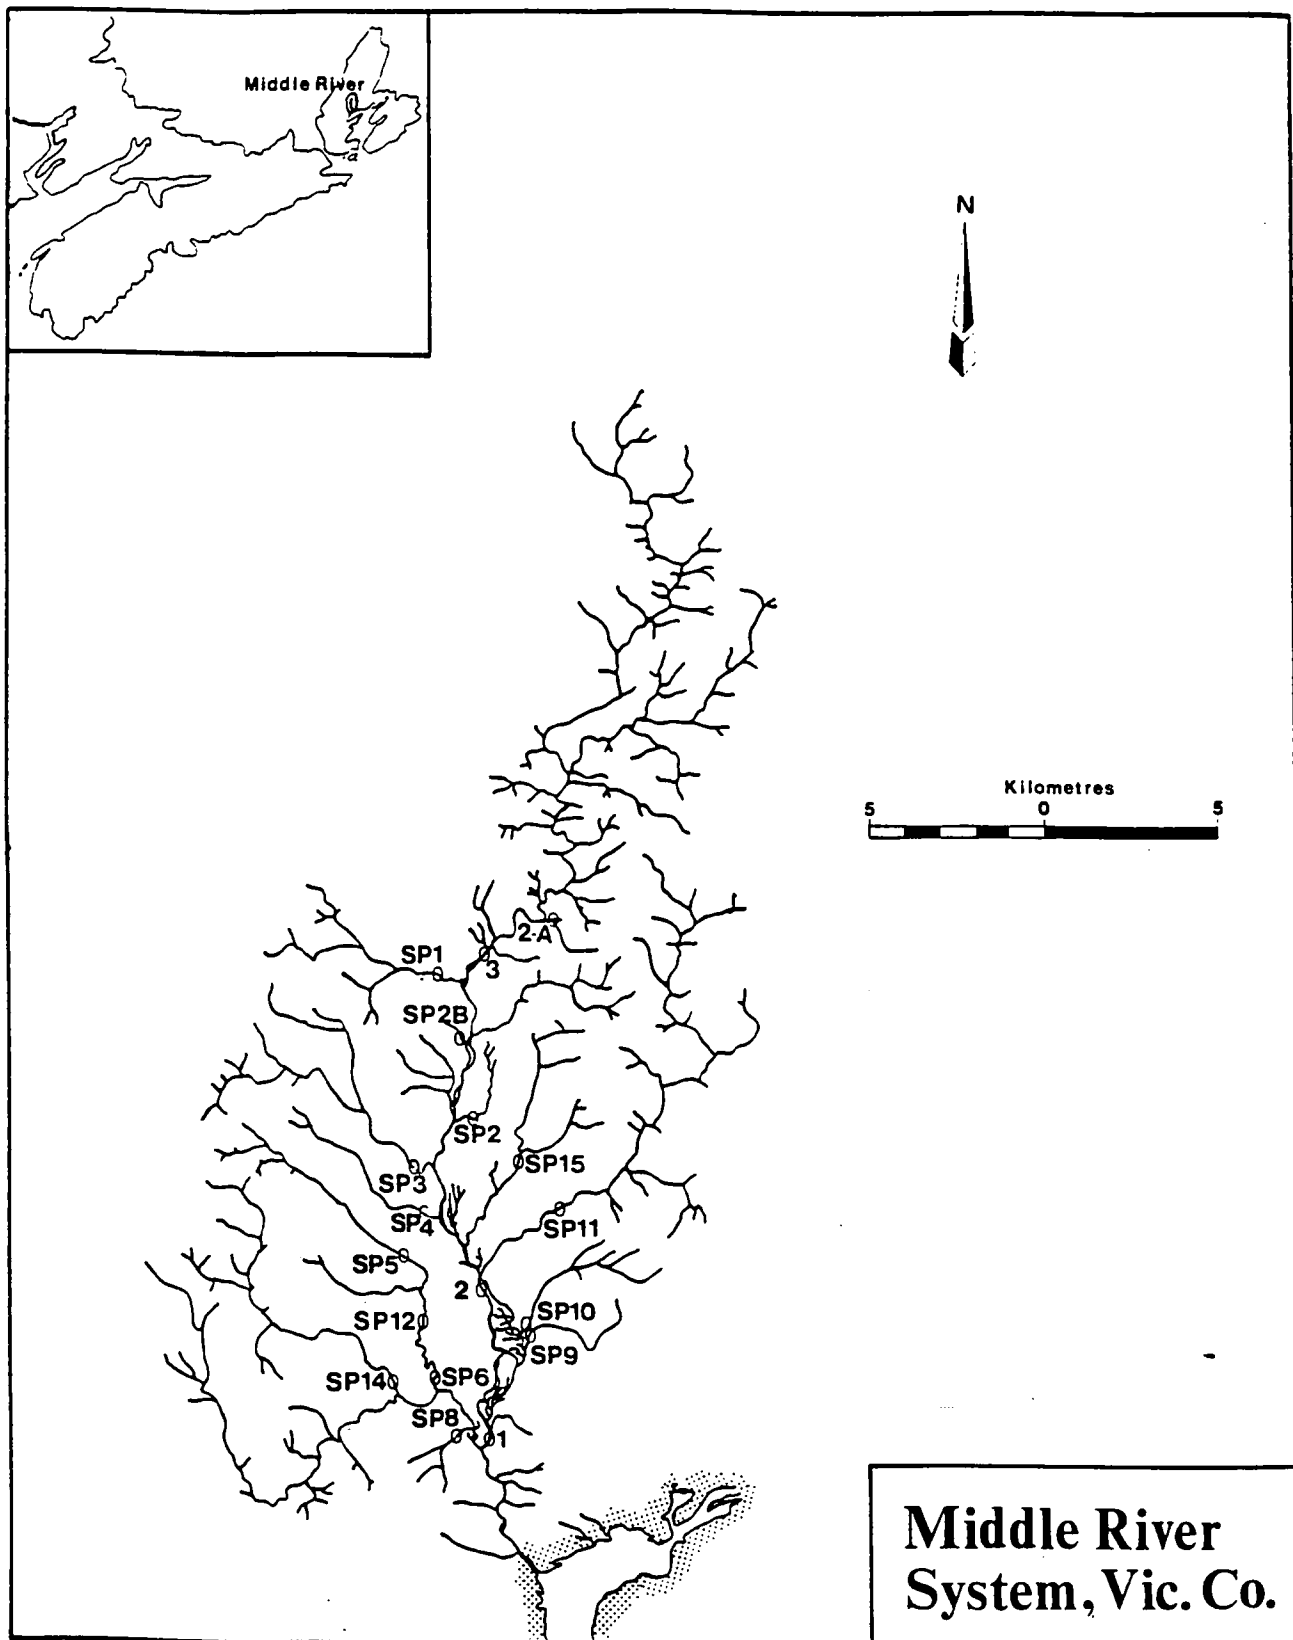 Middle River
a
N
Kilometres
5 0 5
2-A
SP1
3
SP2B
SP2
SP15
SP3
SP4
SP11
SP5
2
SP12
SP10
SP9
SP14
SP6
SP8
1
Middle River
System, Vic. Co.